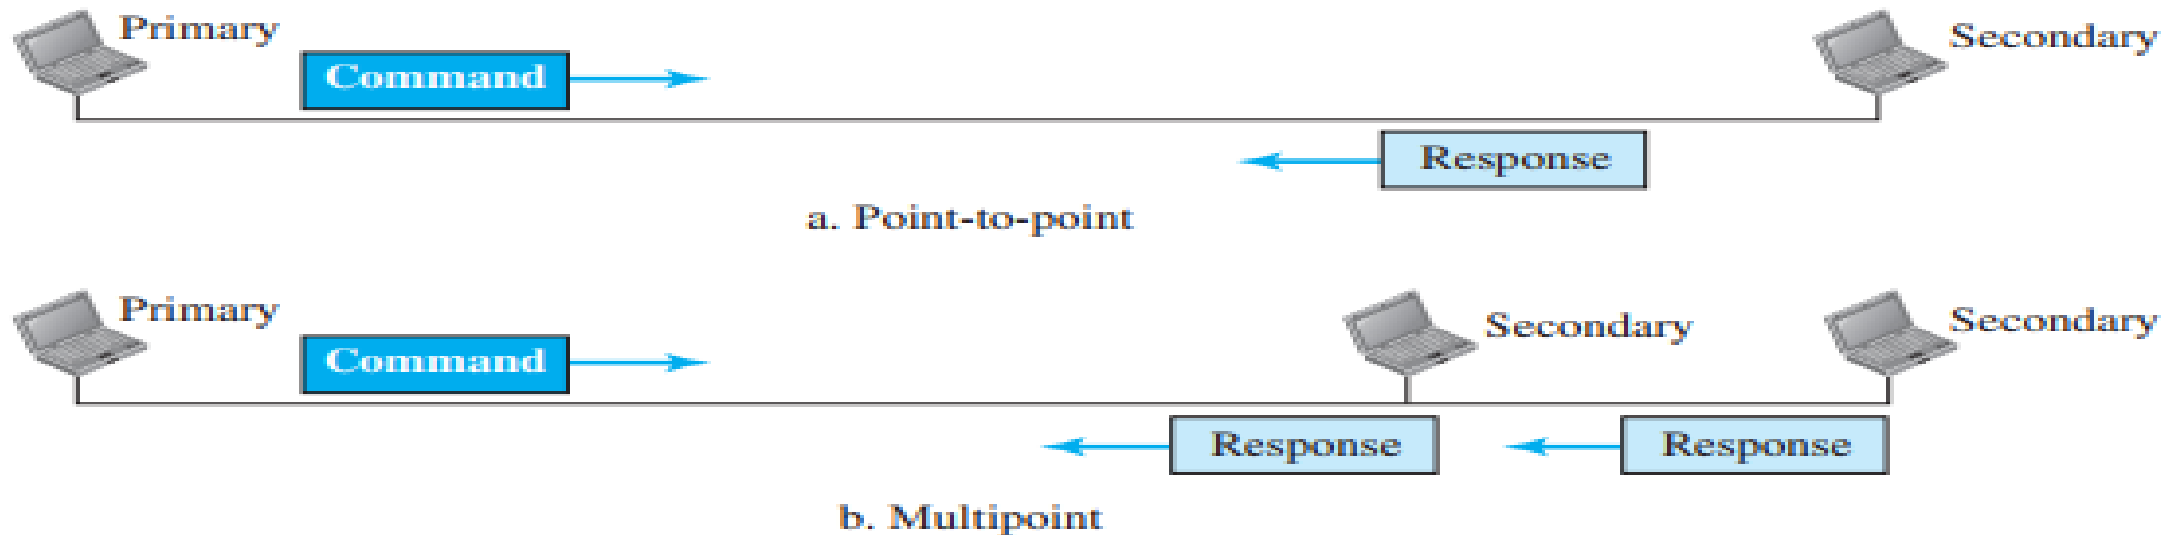 Primary
Secondary
Command
Response
a. Point-to-point
Primary
Secondary
Secondary
Command
Response
Response
b. Multipoint